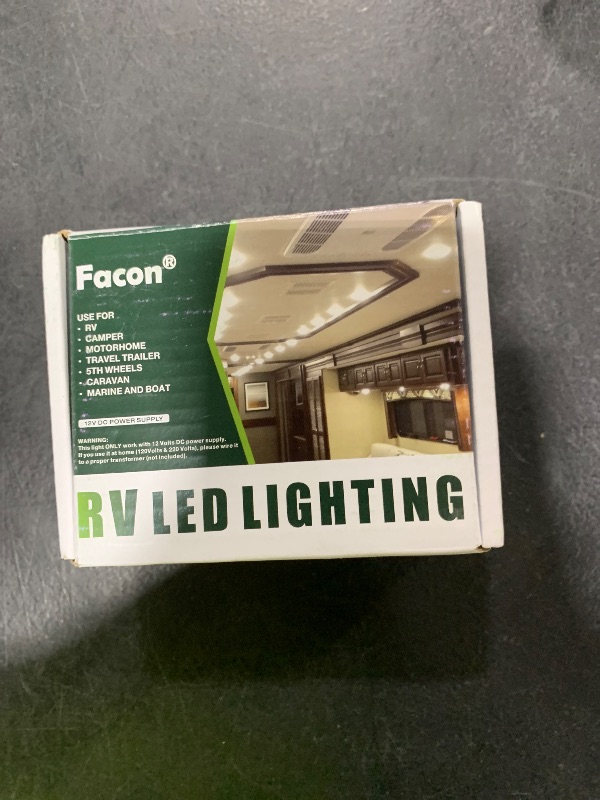 Facon®
USE FOR
• RV
• CAMPER
• MOTORHOME
• TRAVEL TRAILER
• 5TH WHEELS
• CARAVAN
• MARINE AND BOAT
12V DC POWER SUPPLY
WARNING:
This light ONLY work with 12 Volts DC power supply.
If you use it at home (120Volts & 220 Volts), please wire it
to a proper transformer (not included).
RV LED LIGHTING